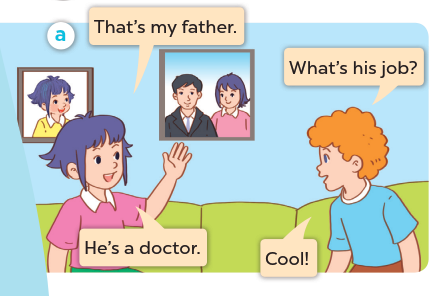 a
That's my father.
What's his job?
He's a doctor.
Cool!